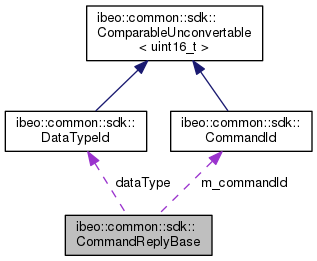 ibeo::common::sdk::
ComparableUnconvertable
< uint16_t >
ibeo::common::sdk::
DataTypeId
ibeo::common::sdk::
CommandId
dataType
m_commandId
ibeo::common::sdk::
CommandReplyBase